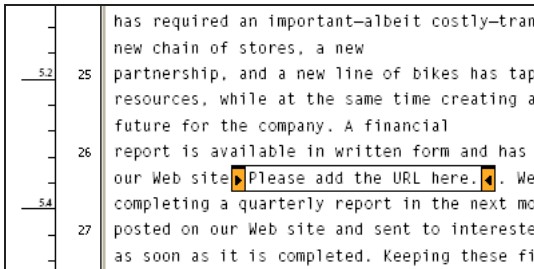 has required an important—albeit costly—tran
new chain of stores, a new
5.2 25 partnership, and a new line of bikes has tap
resources, while at the same time creating a
future for the company. A financial
26 report is available in written form and has
our Web site Please add the URL here. . We
5.4 completing a quarterly report in the next mo
27 posted on our Web site and sent to intereste
as soon as it is completed. Keeping these fi